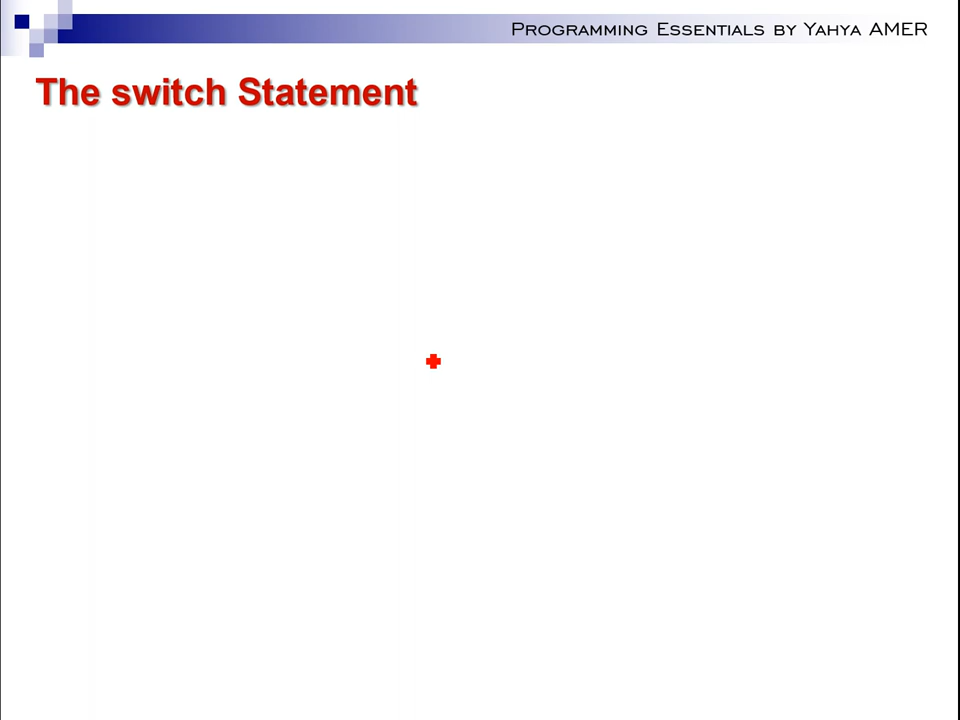 Programming Essentials by Yahya AMER
The switch Statement